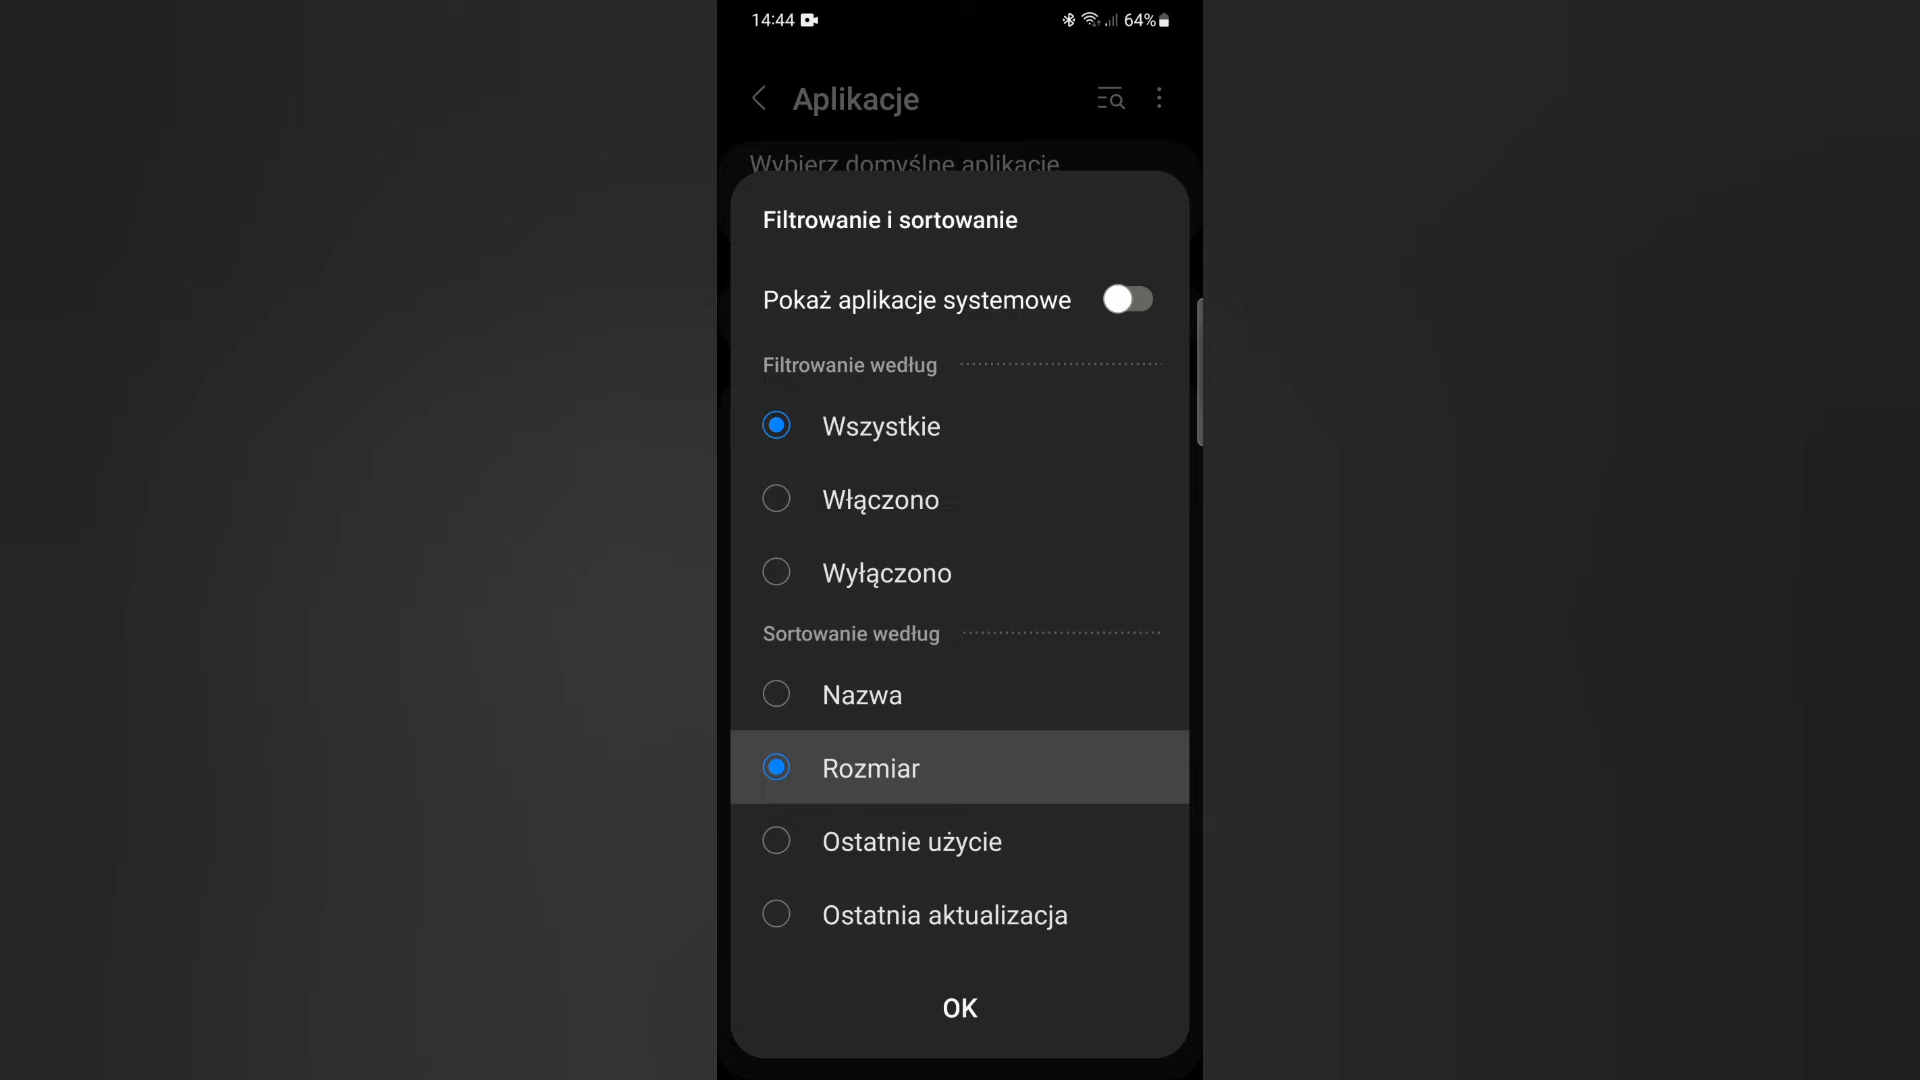 14:44
64%
Aplikacje
Wybierz domyślne aplikacje
Filtrowanie i sortowanie
Pokaż aplikacje systemowe
Filtrowanie według
Wszystkie
Włączono
Wyłączono
Sortowanie według
Nazwa
Rozmiar
Ostatnie użycie
Ostatnia aktualizacja
OK